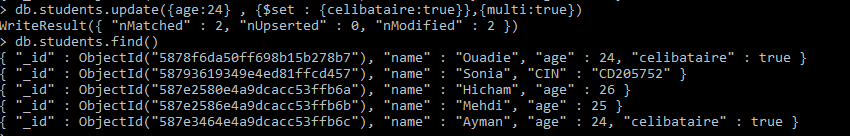 > db.students.update({age:24} , {$set : {celibataire:true}},{multi:true})
WriteResult({ "nMatched" : 2, "nUpserted" : 0, "nModified" : 2 })
> db.students.find()
{ "_id" : ObjectId("5878f6da50ff698b15b278b7"), "name" : "Ouadie", "age" : 24, "celibataire" : true }
{ "_id" : ObjectId("58793619349e4ed81ffcd457"), "name" : "Sonia", "CIN" : "CD205752" }
{ "_id" : ObjectId("587e2580e4a9dcacc53ffb6a"), "name" : "Hicham", "age" : 26 }
{ "_id" : ObjectId("587e2586e4a9dcacc53ffb6b"), "name" : "Mehdi", "age" : 25 }
{ "_id" : ObjectId("587e3464e4a9dcacc53ffb6c"), "name" : "Ayman", "age" : 24, "celibataire" : true }